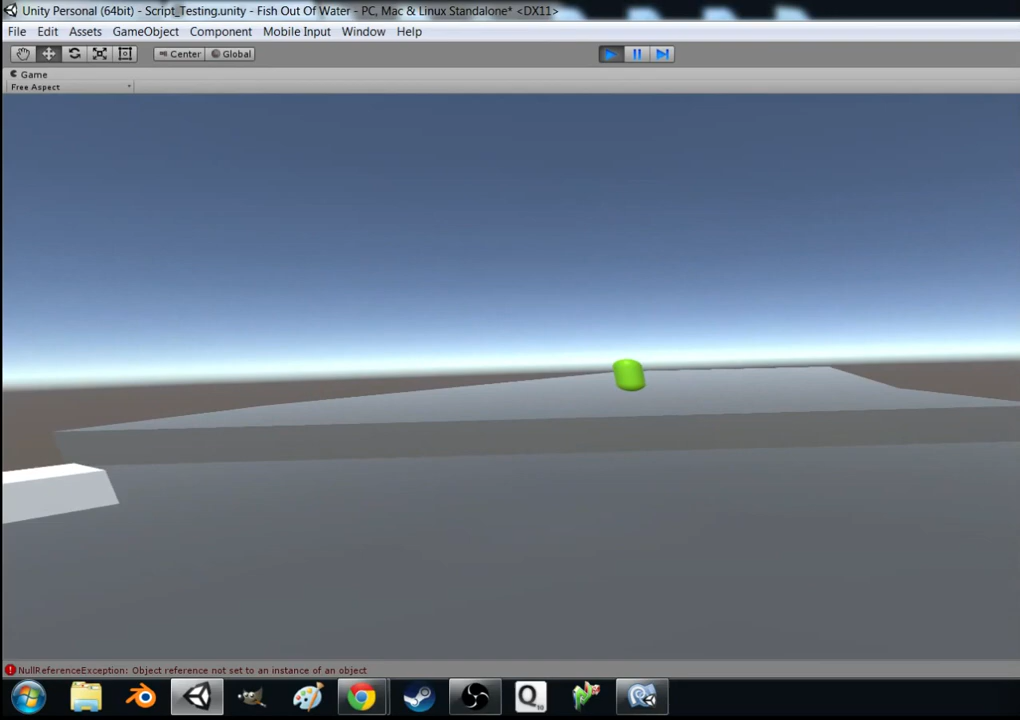 Unity Personal (64bit) - Script_Testing.unity - Fish Out Of Water - PC, Mac & Linux Standalone* <DX11>
File Edit Assets GameObject Component Mobile Input Window Help
Center Global
Game
Free Aspect
NullReferenceException: Object reference not set to an instance of an object
Q
10